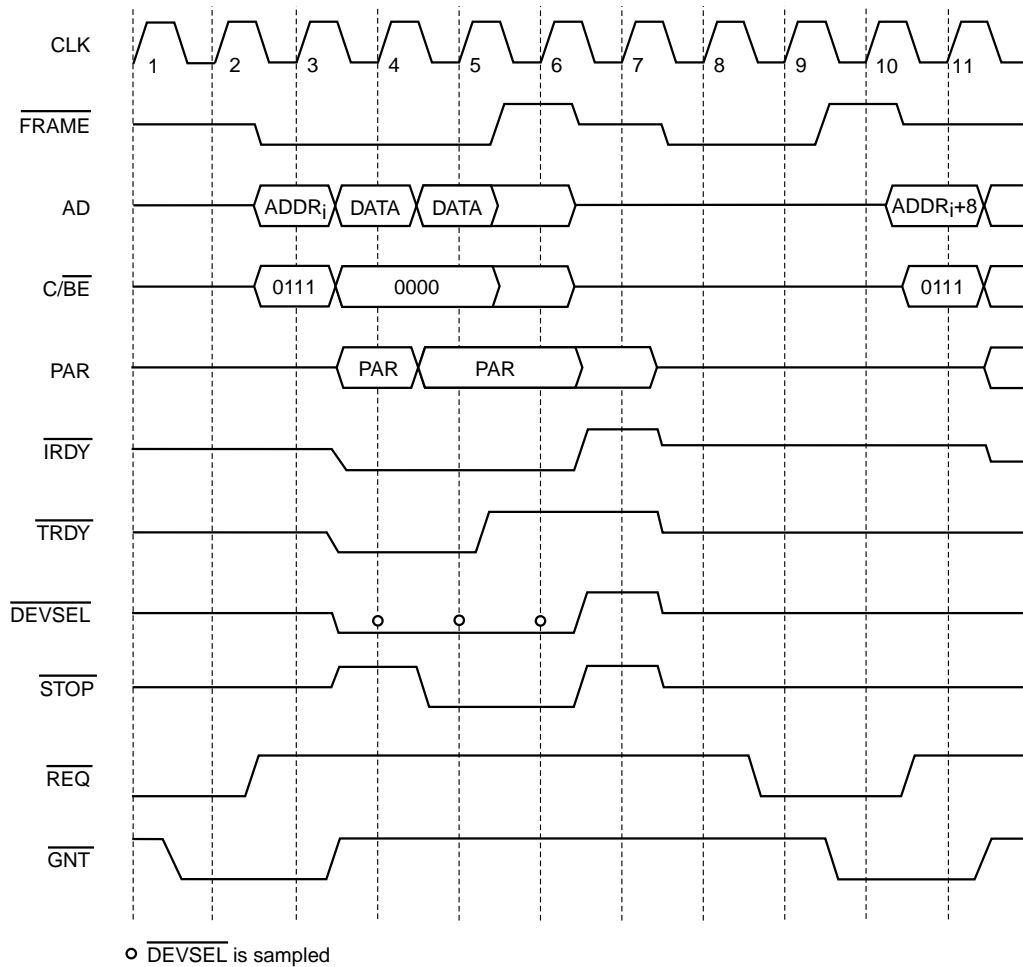 CLK
1 2 3 4 5 6 7 8 9 10 11
FRAME
AD
ADDRi DATA DATA ADDRi+8
C/BE
0111 0000 0111
PAR
PAR PAR
IRDY
TRDY
DEVSEL
STOP
REQ
GNT
DEVSEL is sampled